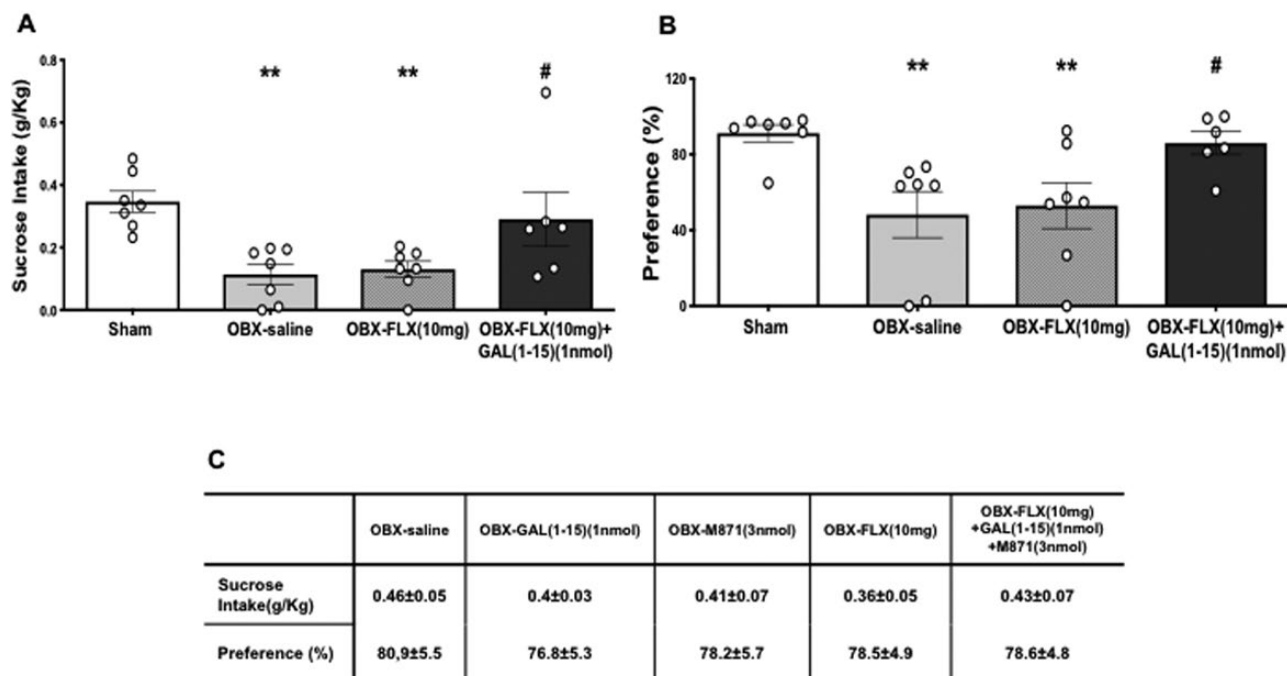 A
B
Sucrose Intake (g/Kg)
0.8
0.6
0.4
0.2
0.0
**
**
#
Sham
OBX-saline
OBX-FLX(10mg)
OBX-FLX(10mg)+
GAL(1-15)(1nmol)
Preference (%)
120
80
40
0
**
**
#
Sham
OBX-saline
OBX-FLX(10mg)
OBX-FLX(10mg)+
GAL(1-15)(1nmol)
C
OBX-saline
OBX-GAL(1-15)(1nmol)
OBX-M871(3nmol)
OBX-FLX(10mg)
OBX-FLX(10mg)
+GAL(1-15)(1nmol)
+M871(3nmol)
Sucrose
Intake(g/Kg)
0.46±0.05
0.4±0.03
0.41±0.07
0.36±0.05
0.43±0.07
Preference (%)
80,9±5.5
76.8±5.3
78.2±5.7
78.5±4.9
78.6±4.8